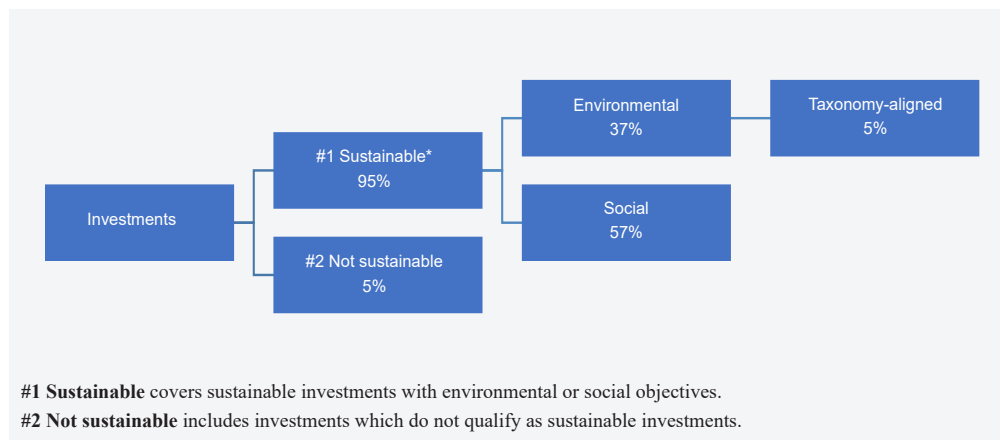 Environmental
37%
Taxonomy-aligned
5%
#1 Sustainable*
95%
Investments
Social
57%
#2 Not sustainable
5%
#1 Sustainable covers sustainable investments with environmental or social objectives.
#2 Not sustainable includes investments which do not qualify as sustainable investments.